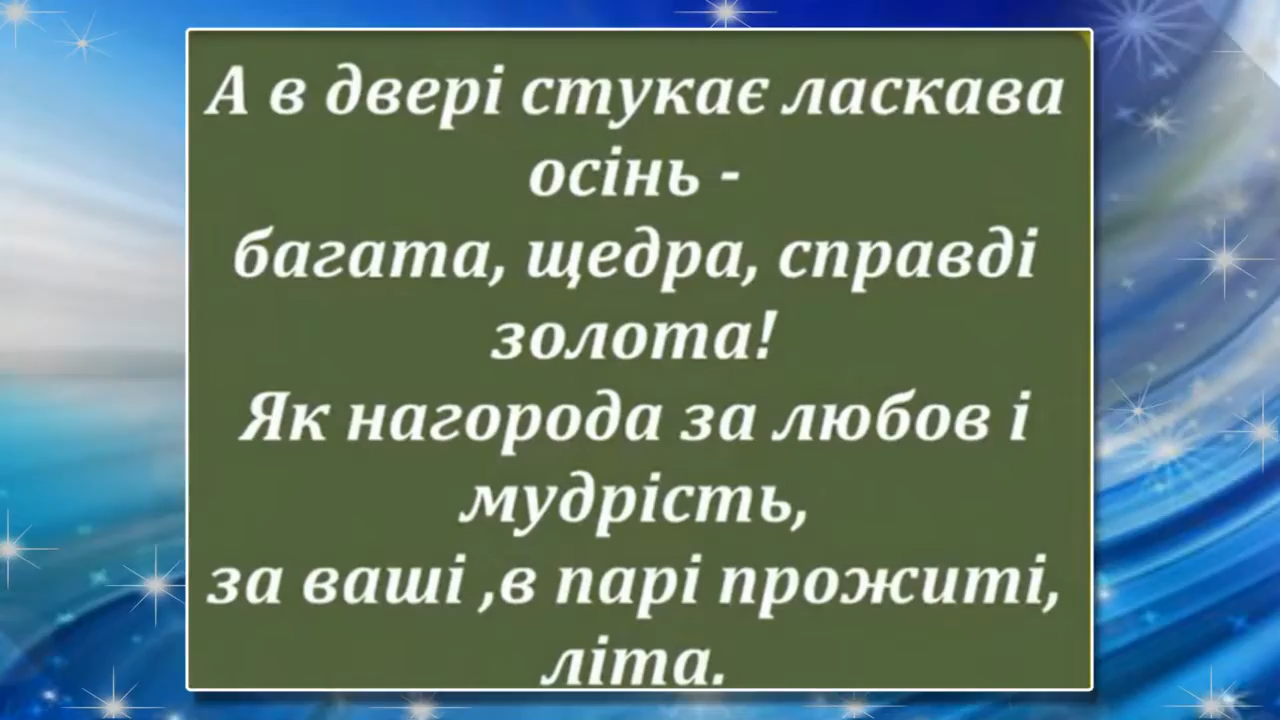 А в двері стукає ласкава
осінь -
багата, щедра, справді
золота!
Як нагорода за любов і
мудрість,
за ваші ,в парі прожиті,
літа.